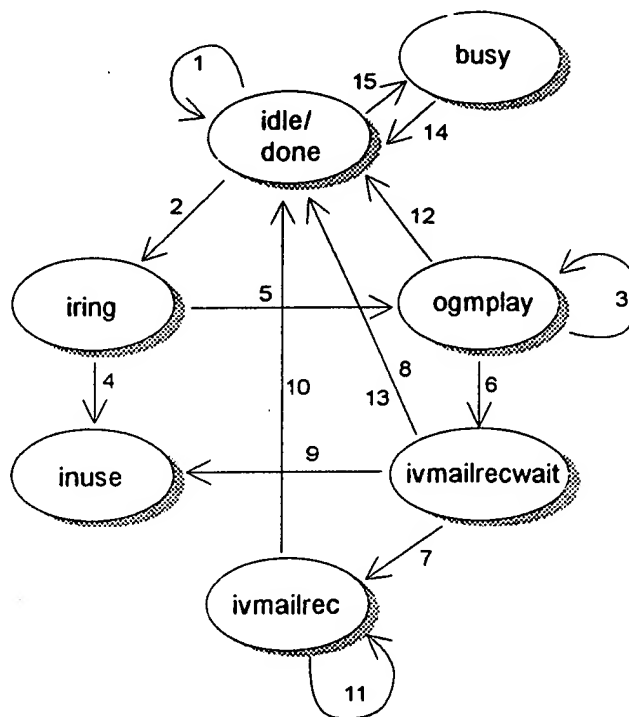 1
busy
15
idle/
done
14
2
12
iring
5
ogmplay
3
4
10
8
13
6
inuse
9
ivmailrecwait
7
ivmailrec
11